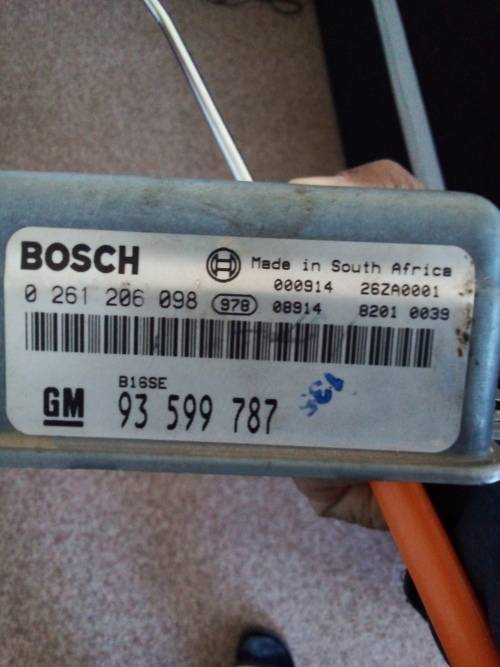 BOSCH
Made in South Africa
000914 26ZA0001
0 261 206 098 978 08914 8201 0039
B16SE
GM 93 599 787